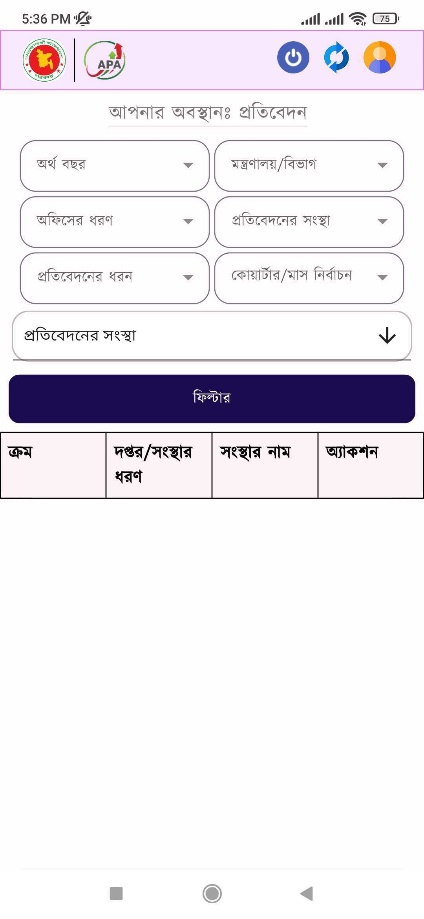 5:36 PM
75
APA
আপনার অবস্থানঃ প্রতিবেদন
অর্থ বছর
মন্ত্রণালয়/বিভাগ
অফিসের ধরণ
প্রতিবেদনের সংস্থা
প্রতিবেদনের ধরন
কোয়ার্টার/মাস নির্বাচন
প্রতিবেদনের সংস্থা
ফিল্টার
ক্রম
দপ্তর/সংস্থার
ধরণ
সংস্থার নাম
অ্যাকশন